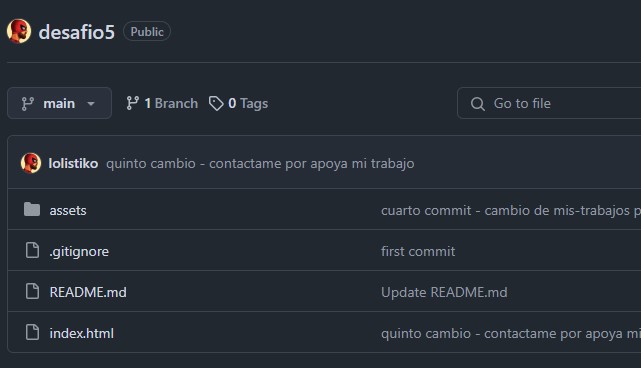 desafio5 Public
main 1 Branch 0 Tags Go to file
lolistiko quinto cambio - contactame por apoya mi trabajo
assets cuarto commit - cambio de mis-trabajos p
.gitignore first commit
README.md Update README.md
index.html quinto cambio - contactame por apoya mi